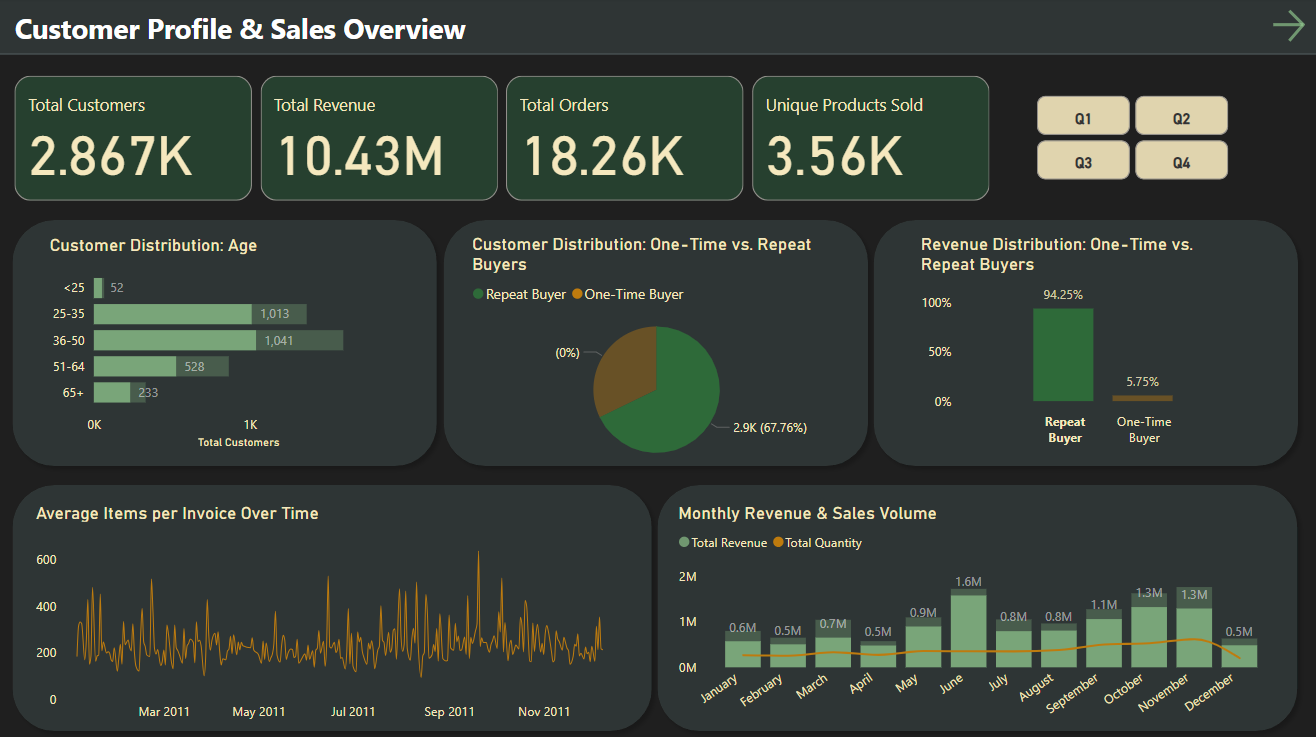 Customer Profile & Sales Overview
Total Customers
2.867K
Total Revenue
10.43M
Total Orders
18.26K
Unique Products Sold
3.56K
Q1
Q2
Q3
Q4
Customer Distribution: Age
<25
52
25-35
1,013
36-50
1,041
51-64
528
65+
233
0K
1K
Total Customers
Customer Distribution: One-Time vs. Repeat
Buyers
Repeat Buyer
One-Time Buyer
(0%)
2.9K (67.76%)
Revenue Distribution: One-Time vs.
Repeat Buyers
100%
50%
0%
94.25%
5.75%
Repeat
Buyer
One-Time
Buyer
Average Items per Invoice Over Time
600
400
200
0
Mar 2011
May 2011
Jul 2011
Sep 2011
Nov 2011
Monthly Revenue & Sales Volume
Total Revenue
Total Quantity
2M
1M
0M
0.6M
0.5M
0.7M
0.5M
0.9M
1.6M
0.8M
0.8M
1.1M
1.3M
1.3M
0.5M
January
February
March
April
May
June
July
August
September
October
November
December